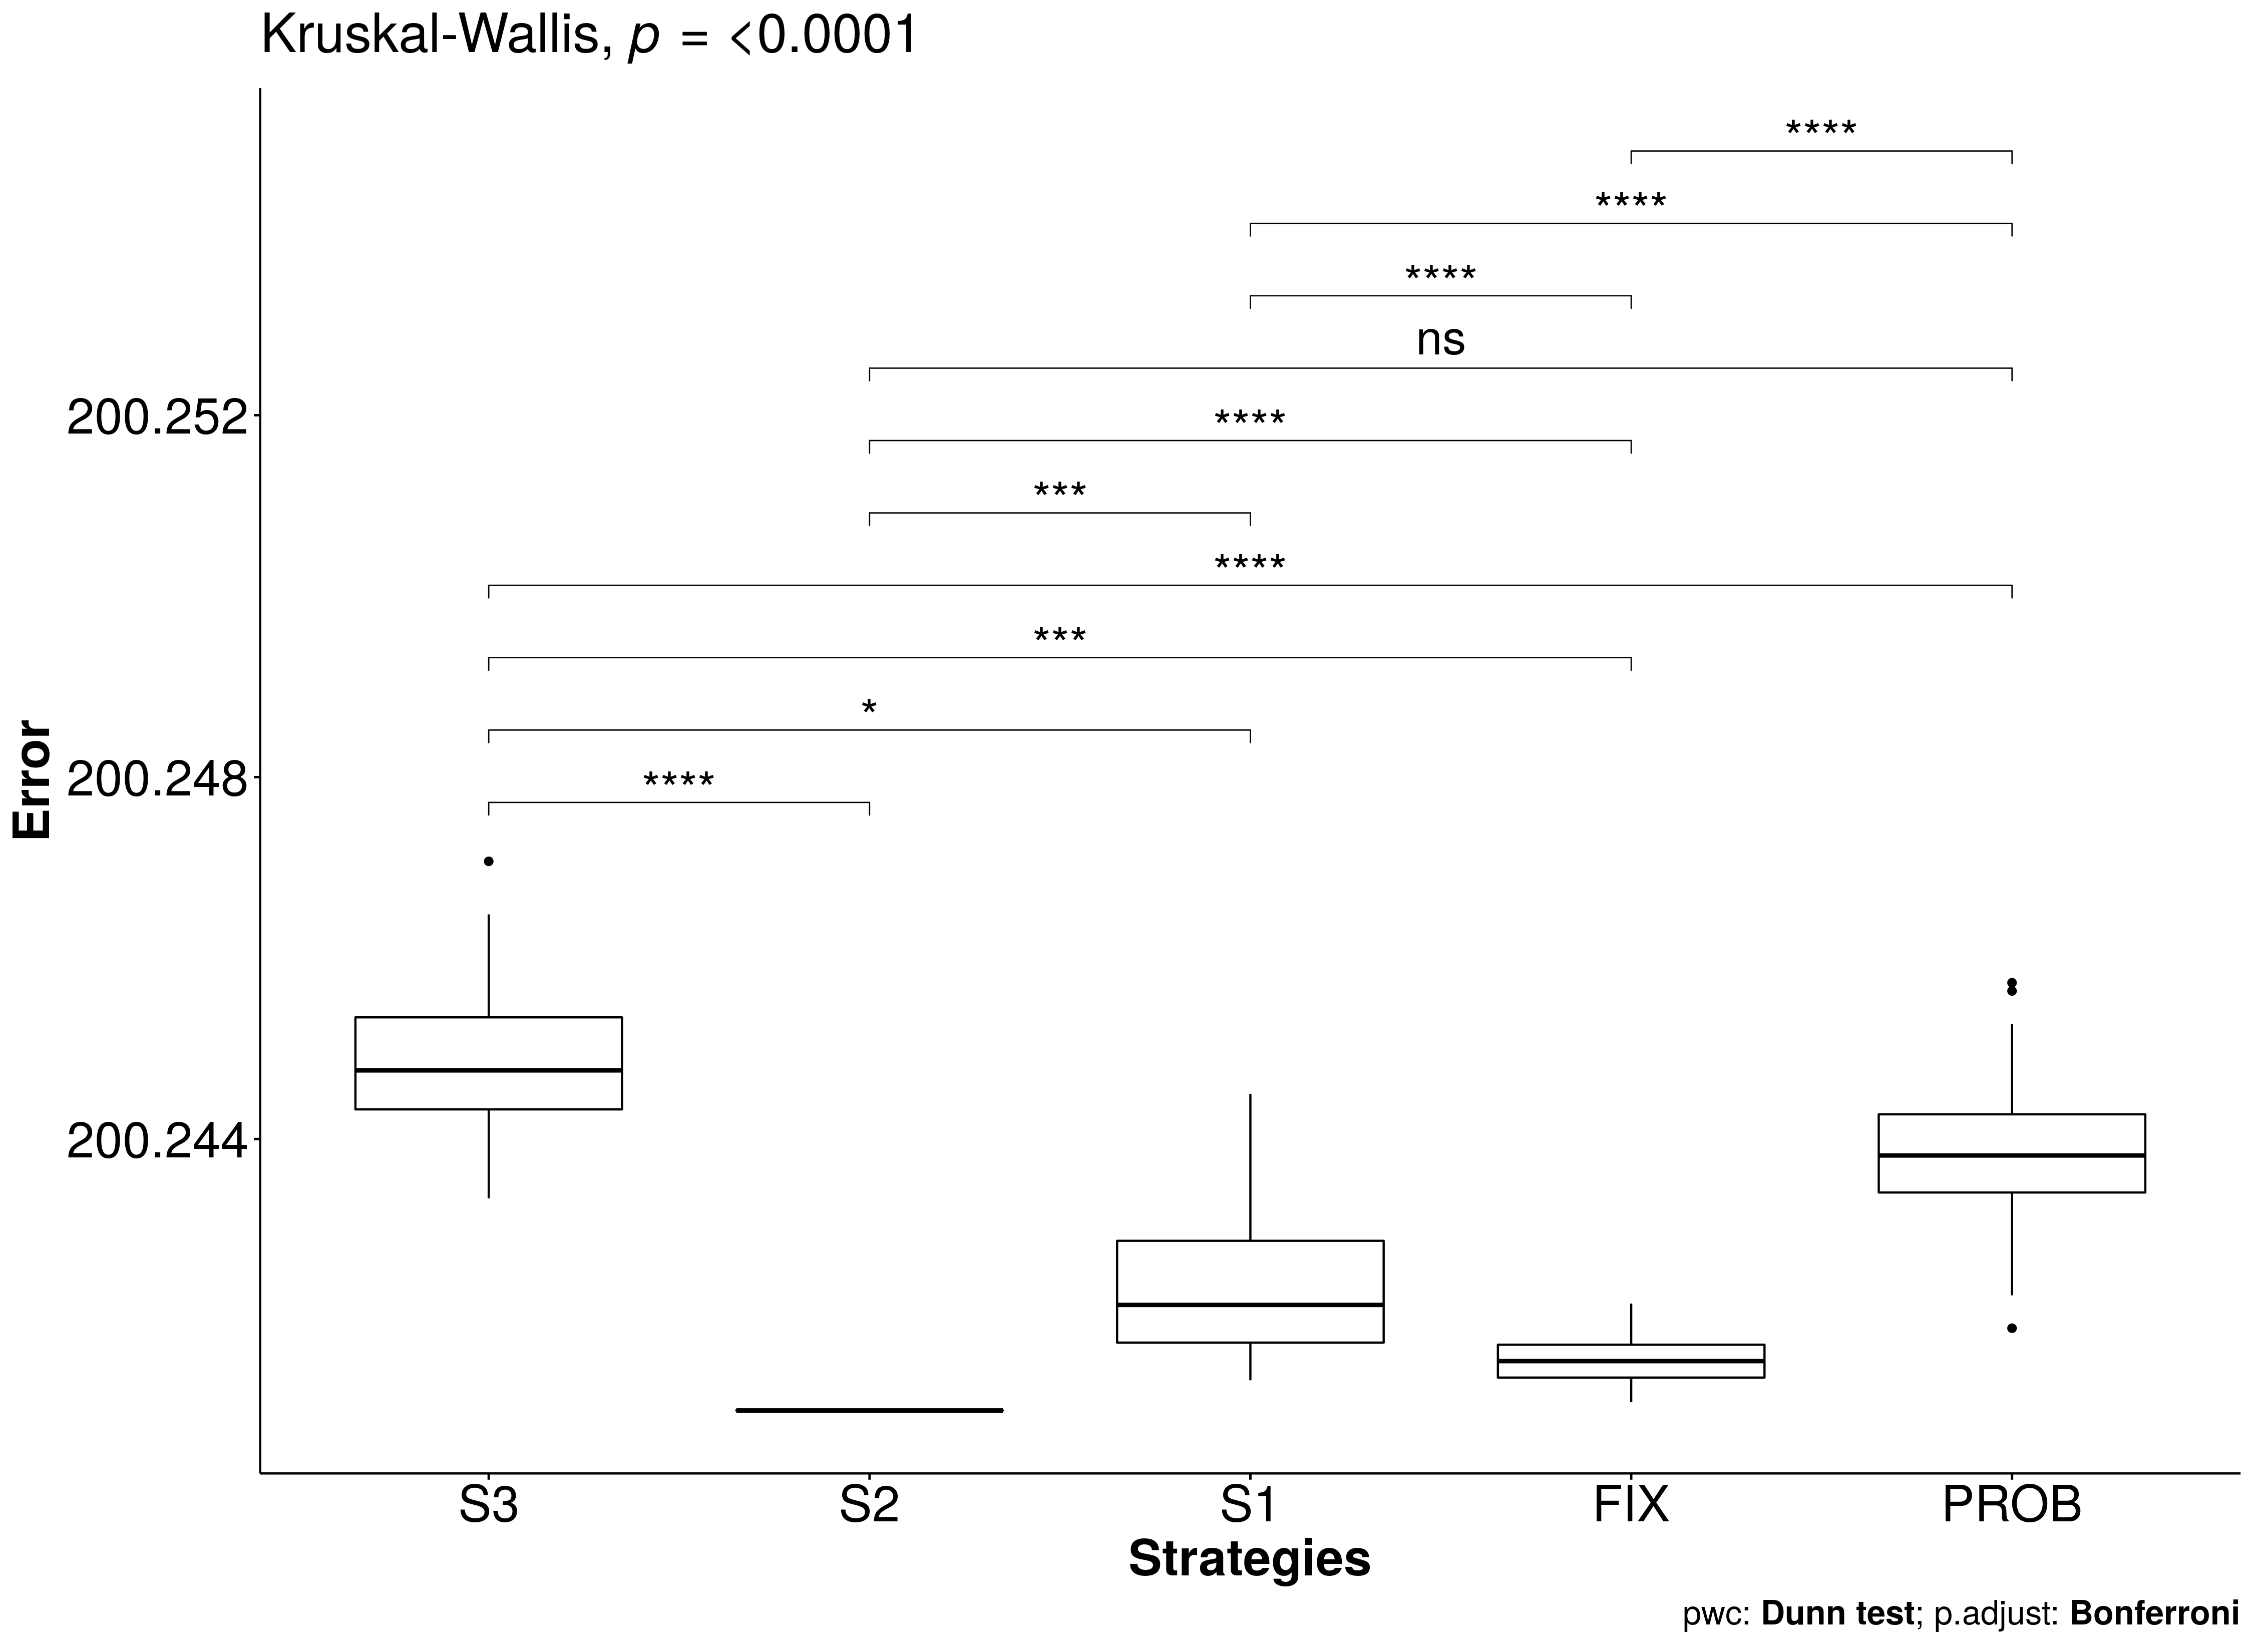 Kruskal-Wallis, p = <0.0001
****
****
****
ns
200.252
****
***
****
***
*
200.248
****
Error
200.244
S3 S2 S1 FIX PROB
Strategies
pwc: Dunn test; p.adjust: Bonferroni